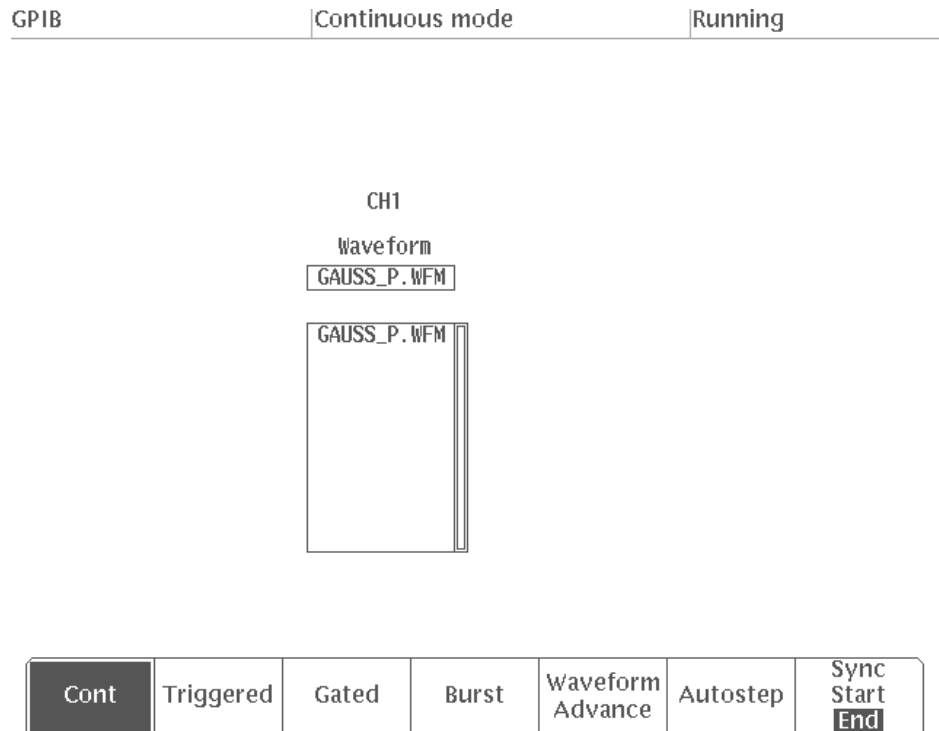 GPIB Continuous mode Running
CH1
Waveform
GAUSS_P.WFM
GAUSS_P.WFM
Cont Triggered Gated Burst Waveform Advance Autostep Sync Start End